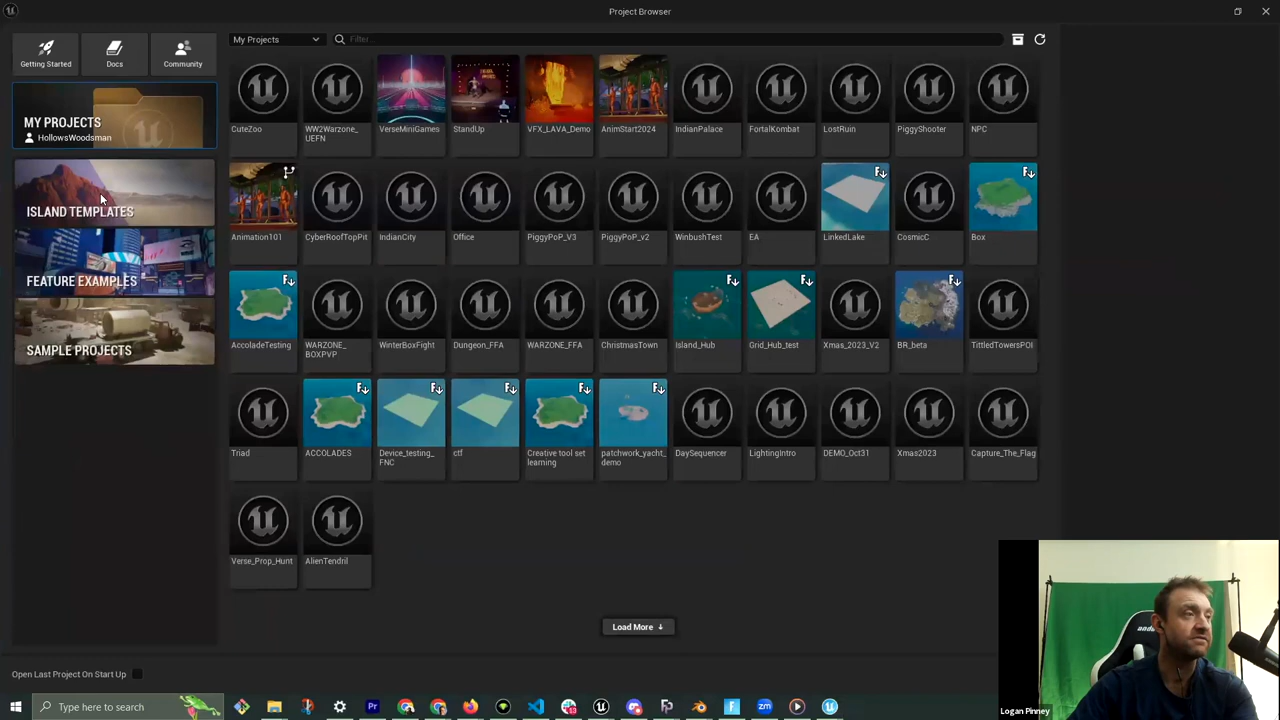 Project Browser
Getting Started
Docs
Community
My Projects
Filter...
MY PROJECTS
HollowsWoodsman
ISLAND TEMPLATES
FEATURE EXAMPLES
SAMPLE PROJECTS
CuteZoo
WW2Warzone_
UEFN
VerseMiniGames
StandUp
VFX_LAVA_Demo
AnimStart2024
IndianPalace
FortalKombat
LostRuin
PiggyShooter
NPC
Animation101
CyberRoofTopPit
IndianCity
Office
PiggyPoP_V3
PiggyPoP_v2
WinbushTest
EA
LinkedLake
CosmicC
Box
AccoladeTesting
WARZONE_
BOXPVP
WinterBoxFight
Dungeon_FFA
WARZONE_FFA
ChristmasTown
Island_Hub
Grid_Hub_test
Xmas_2023_V2
BR_beta
TittledTowersPOI
Triad
ACCOLADES
Device_testing_
FNC
ctf
Creative tool set
learning
patchwork_yacht_
demo
DaySequencer
LightingIntro
DEMO_Oct31
Xmas2023
Capture_The_Flag
Verse_Prop_Hunt
AlienTendril
Load More
Open Last Project On Start Up
Type here to search
Logan Pinney